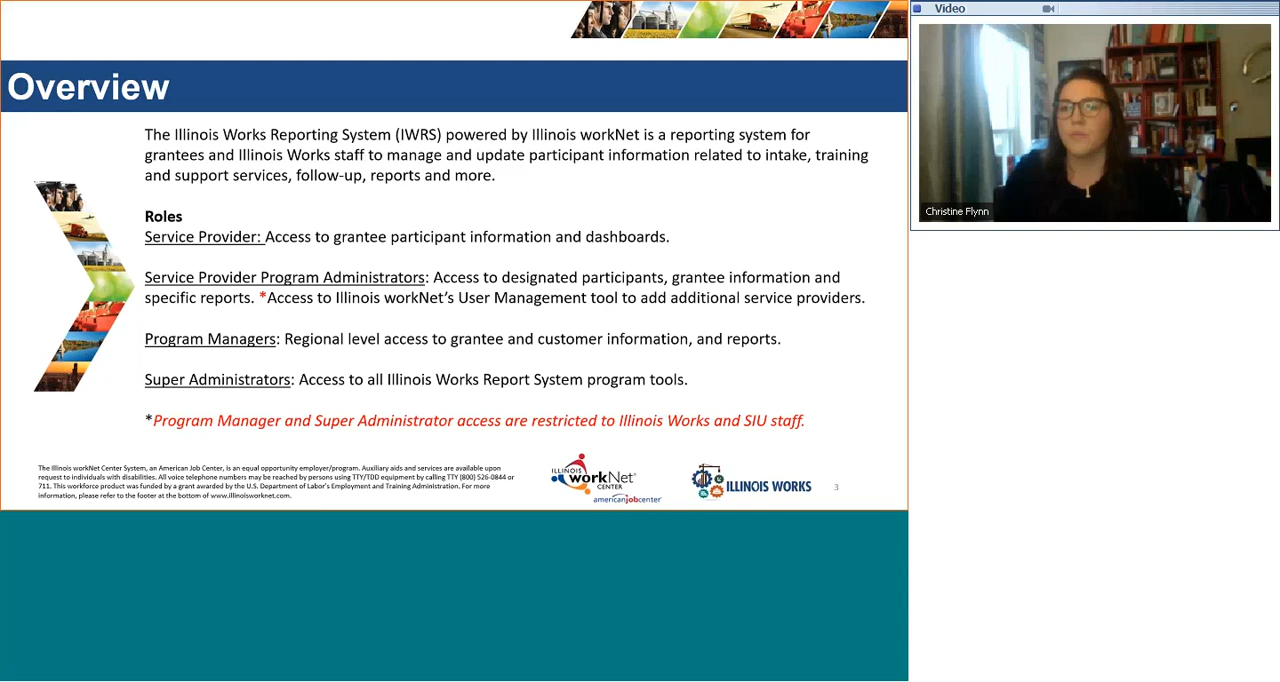 Video
Overview
Christine Flynn
The Illinois Works Reporting System (IWRS) powered by Illinois workNet is a reporting system for
grantees and Illinois Works staff to manage and update participant information related to intake, training
and support services, follow-up, reports and more.
Roles
Service Provider: Access to grantee participant information and dashboards.
Service Provider Program Administrators: Access to designated participants, grantee information and
specific reports. *Access to Illinois workNet's User Management tool to add additional service providers.
Program Managers: Regional level access to grantee and customer information, and reports.
Super Administrators: Access to all Illinois Works Report System program tools.
*Program Manager and Super Administrator access are restricted to Illinois Works and SIU staff.
The Illinois workNet Center System, an American Job Center, is an equal opportunity employer/program. Auxiliary aids and services are available upon
request to individuals with disabilities. All voice telephone numbers may be reached by persons using TTY/TDD equipment by calling TTY (800) 526-0844 or
711. This workforce product was funded by a grant awarded by the U.S. Department of Labor's Employment and Training Administration. For more
information, please refer to the footer at the bottom of www.illinoisworknet.com.
ILLINOIS
workNet®
CENTER
americanjobcenter
ILLINOIS WORKS
3